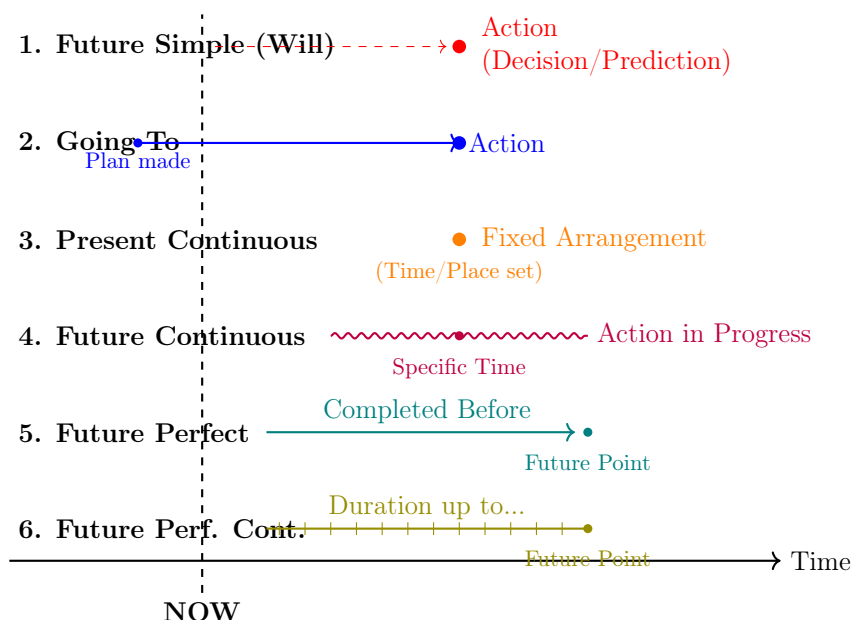 1. Future Simple (Will)
Action
(Decision/Prediction)
2. Going To
Plan made
Action
3. Present Continuous
Fixed Arrangement
(Time/Place set)
4. Future Continuous
Action in Progress
Specific Time
5. Future Perfect
Completed Before
Future Point
6. Future Perf. Cont.
Duration up to...
Future Point
Time
NOW